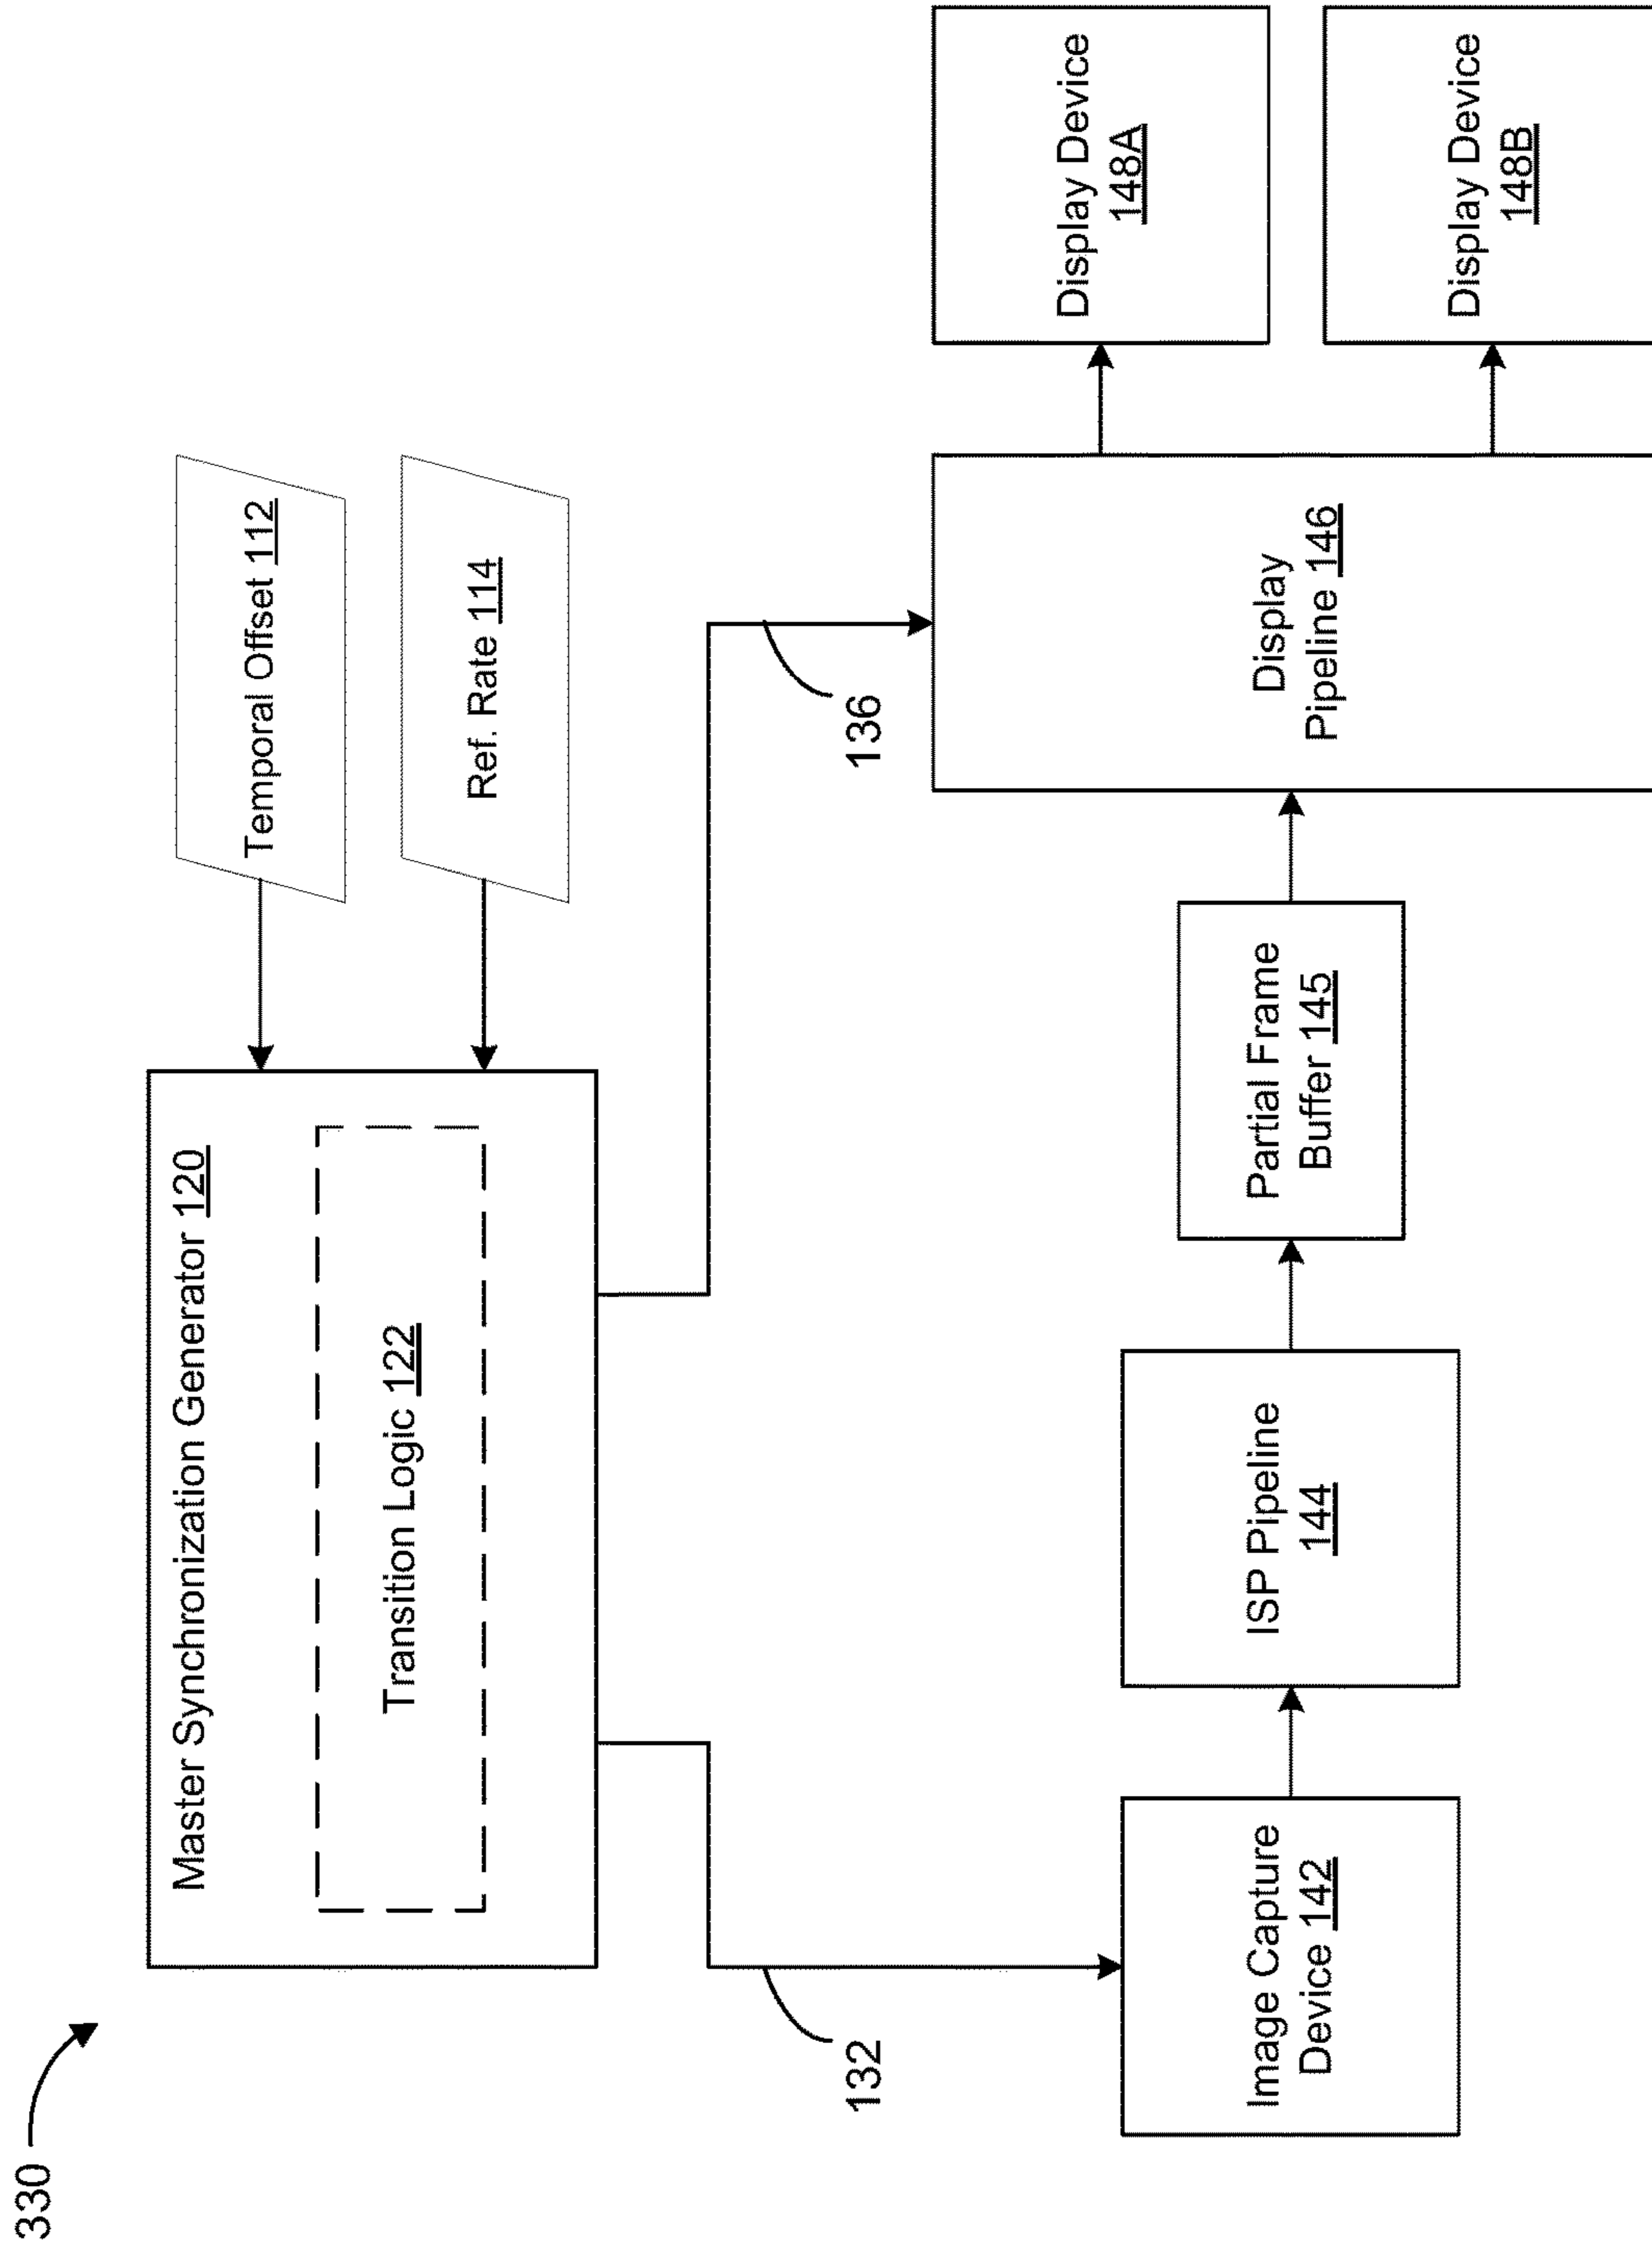 330
Master Synchronization Generator 120
Transition Logic 122
Temporal Offset 112
Ref. Rate 114
132
136
Image Capture
Device 142
ISP Pipeline
144
Partial Frame
Buffer 145
Display
Pipeline 146
Display Device
148A
Display Device
148B